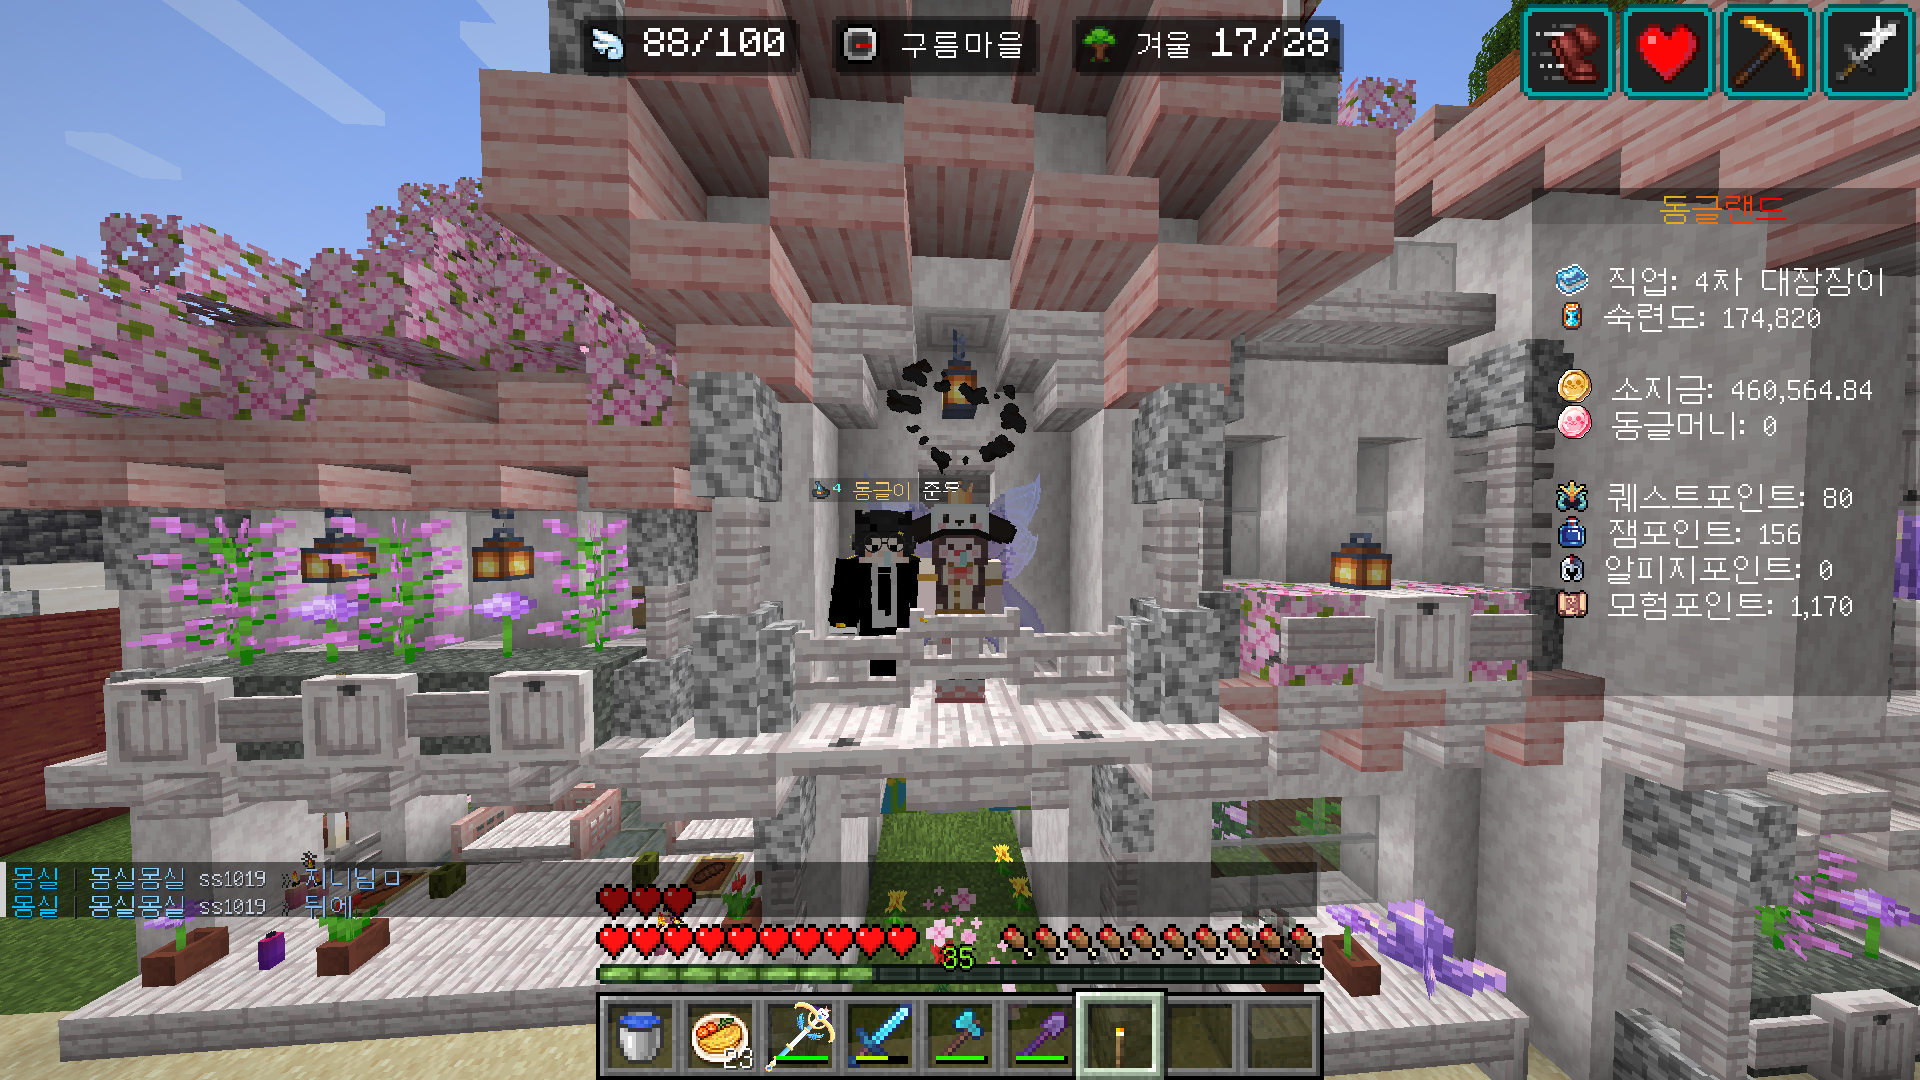 88/100
구름마을
겨울 17/28
동글랜드
직업: 4차 대장장이
숙련도: 174,820
소지금: 460,564.84
동글머니: 0
퀘스트포인트: 80
잼포인트: 156
알피지포인트: 0
모험포인트: 1,170
4 동글이
몽실 | 몽실몽실 ss1019 지니님ㅁ
몽실 | 몽실몽실 ss1019 뒤에
35
23